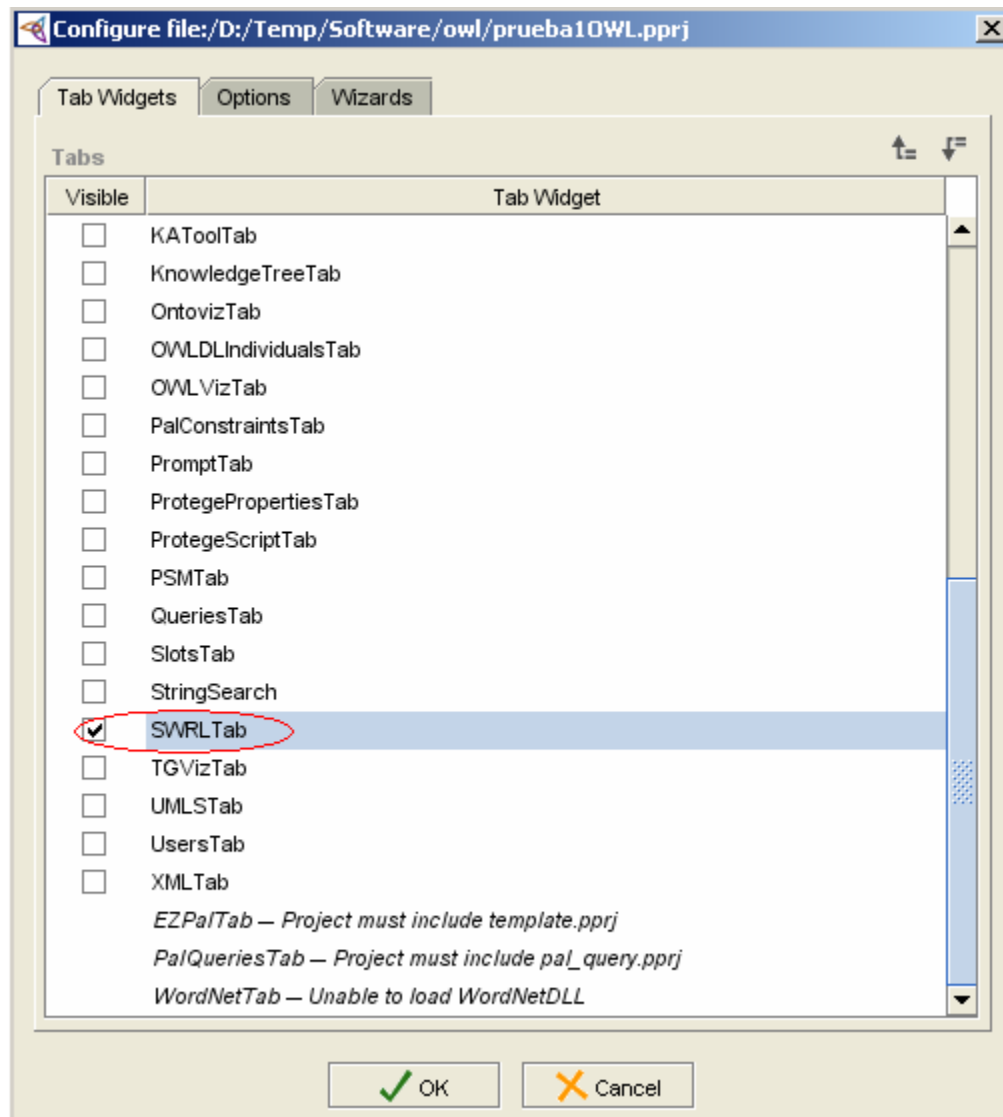 Configure file:/D:/Temp/Software/owl/prueba1OWL.pprj
Tab Widgets Options Wizards
Tabs
Visible Tab Widget
KAToolTab
KnowledgeTreeTab
OntovizTab
OWLDLIndividualsTab
OWLVizTab
PalConstraintsTab
PromptTab
ProtegePropertiesTab
ProtegeScriptTab
PSMTab
QueriesTab
SlotsTab
StringSearch
SWRLTab
TGVizTab
UMLSTab
UsersTab
XMLTab
EZPalTab — Project must include template.pprj
PalQueriesTab — Project must include pal_query.pprj
WordNetTab — Unable to load WordNetDLL
OK Cancel